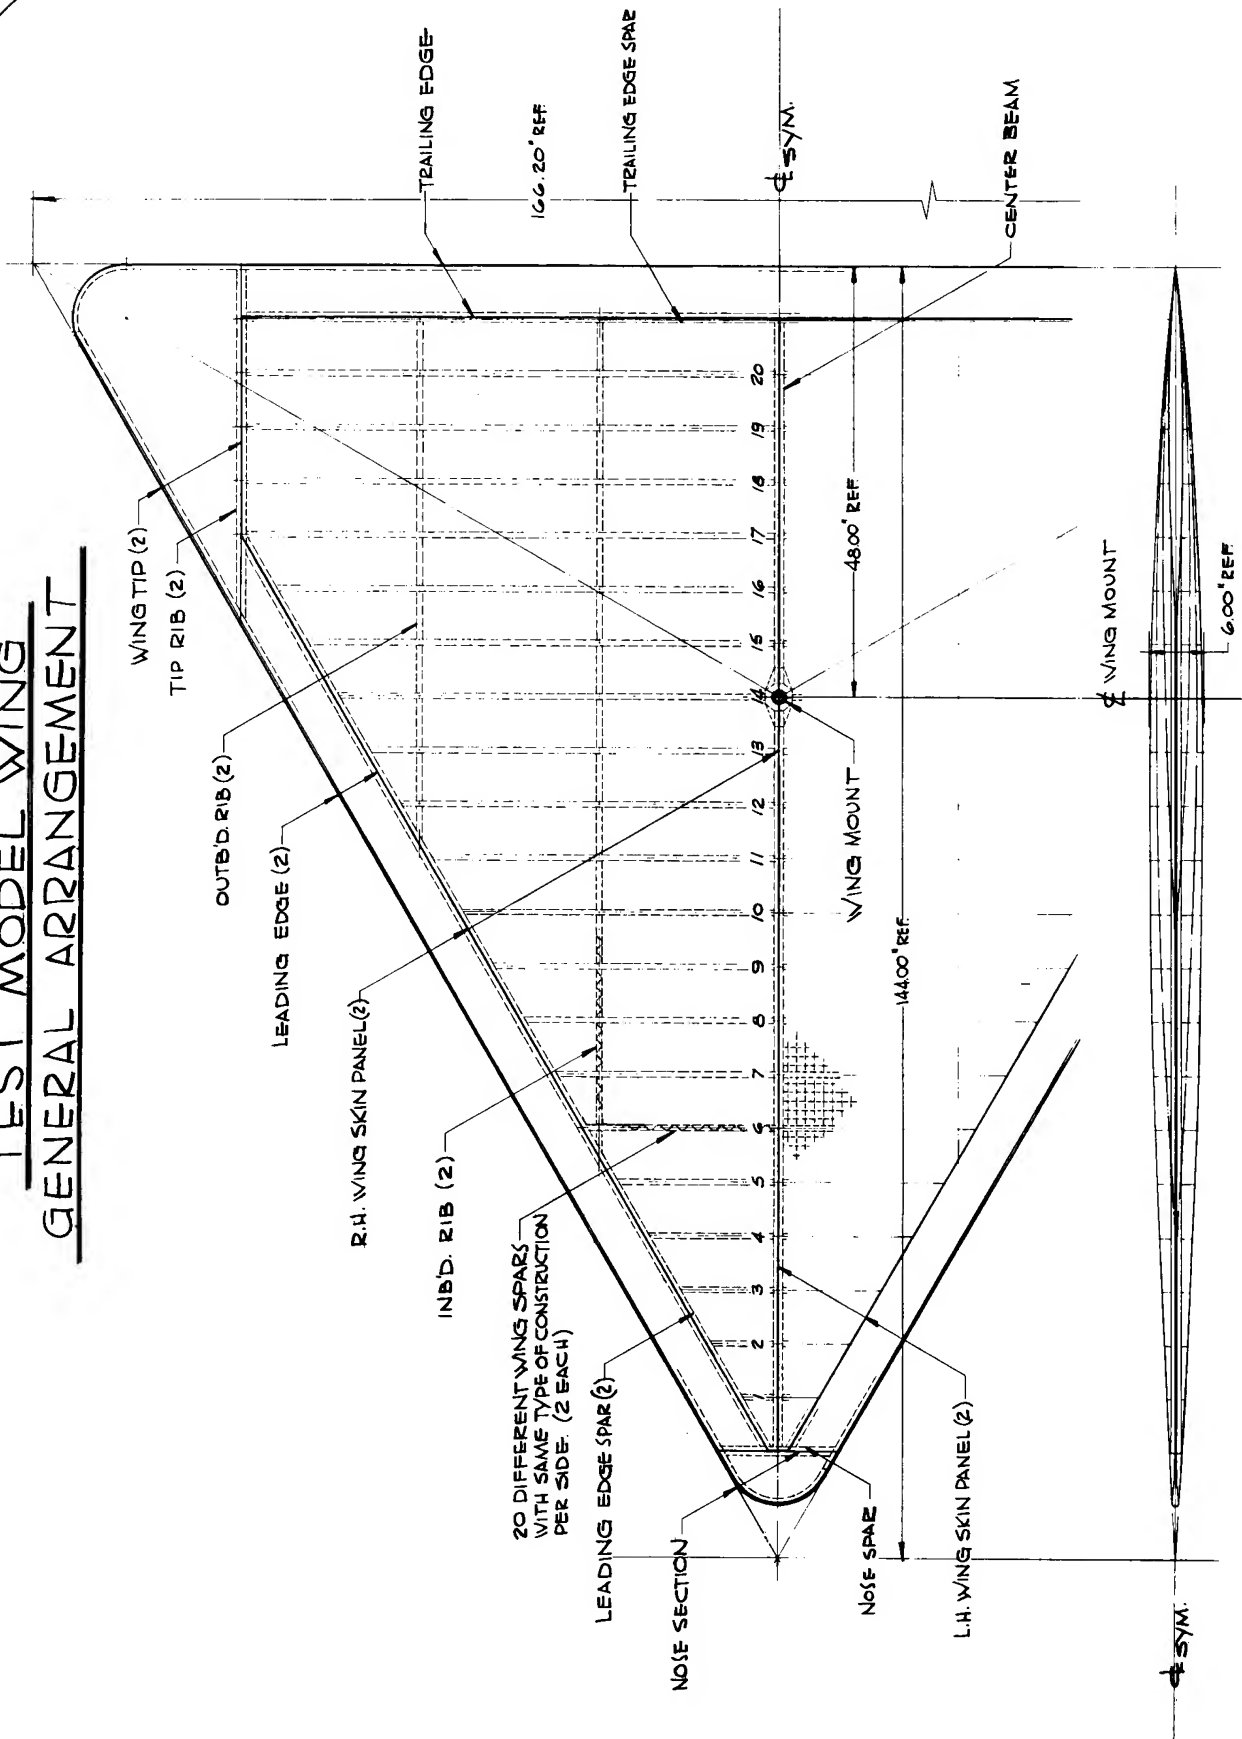 TEST MODEL WING
GENERAL ARRANGEMENT
WING TIP (2)
TIP RIB (2)
OUTB'D. RIB (2)
LEADING EDGE (2)
R.H. WING SKIN PANEL (2)
INB'D. RIB (2)
20 DIFFERENT WING SPARS
WITH SAME TYPE OF CONSTRUCTION
PER SIDE. (2 EACH)
LEADING EDGE SPAR (2)
NOSE SECTION
TRAILING EDGE
166.20" REF.
TRAILING EDGE SPAR
℄ SYM.
CENTER BEAM
1 2 3 4 5 6 7 8 9 10 11 12 13 14 15 16 17 18 19 20
48.00" REF.
WING MOUNT
144.00" REF.
NOSE SPAR
L.H. WING SKIN PANEL (2)
℄ WING MOUNT
6.00" REF.
℄ SYM.